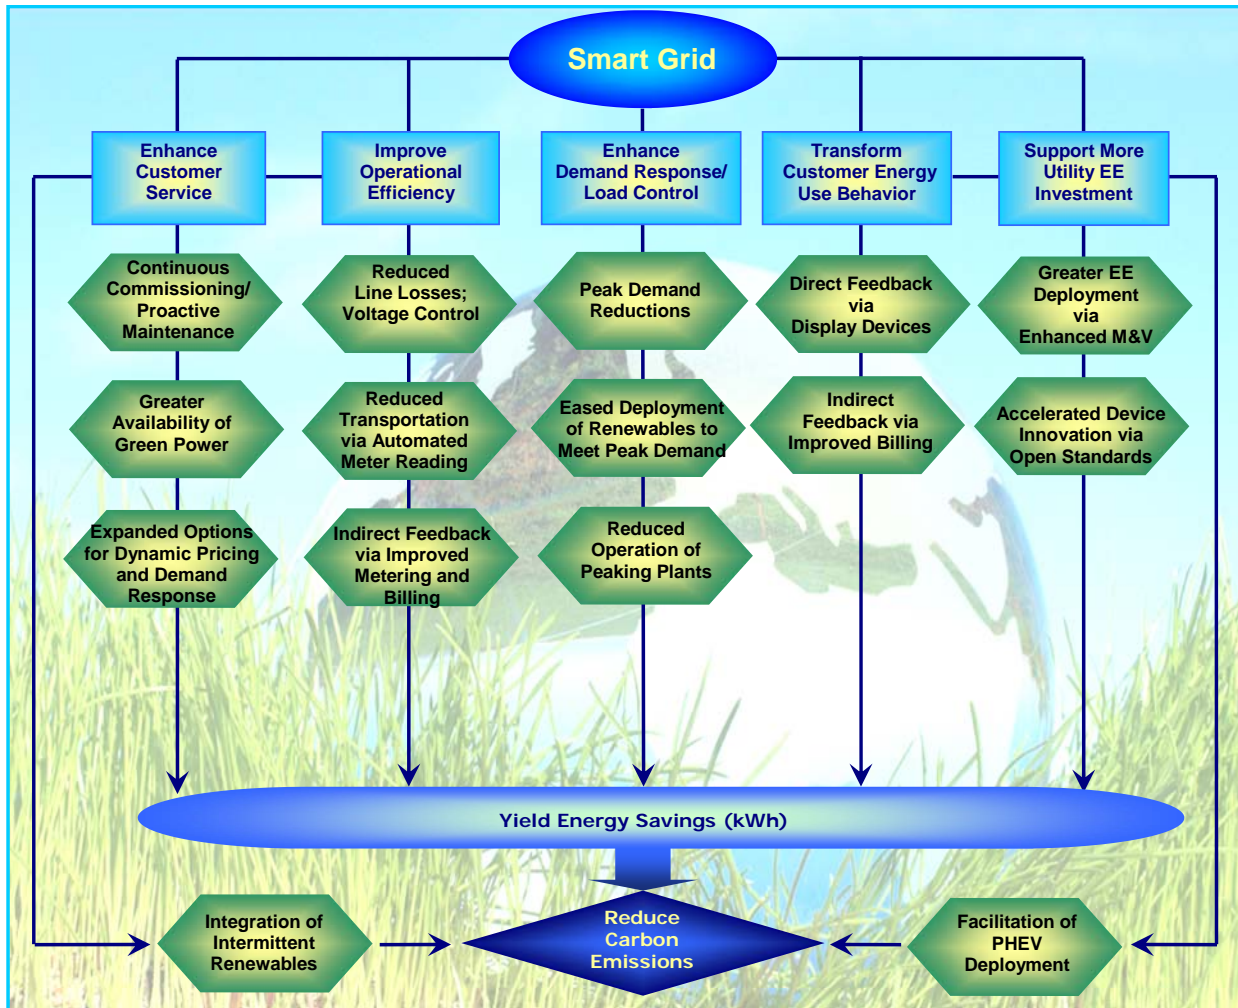 Smart Grid
Enhance
Customer
Service
Improve
Operational
Efficiency
Enhance
Demand Response/
Load Control
Transform
Customer Energy
Use Behavior
Support More
Utility EE
Investment
Continuous
Commissioning/
Proactive
Maintenance
Reduced
Line Losses;
Voltage Control
Peak Demand
Reductions
Direct Feedback
via
Display Devices
Greater EE
Deployment
via
Enhanced M&V
Greater
Availability of
Green Power
Reduced
Transportation
via Automated
Meter Reading
Eased Deployment
of Renewables to
Meet Peak Demand
Indirect
Feedback via
Improved Billing
Accelerated Device
Innovation via
Open Standards
Expanded Options
for Dynamic Pricing
and Demand
Response
Indirect Feedback
via Improved
Metering and
Billing
Reduced
Operation of
Peaking Plants
Yield Energy Savings (kWh)
Integration of
Intermittent
Renewables
Reduce
Carbon
Emissions
Facilitation of
PHEV
Deployment